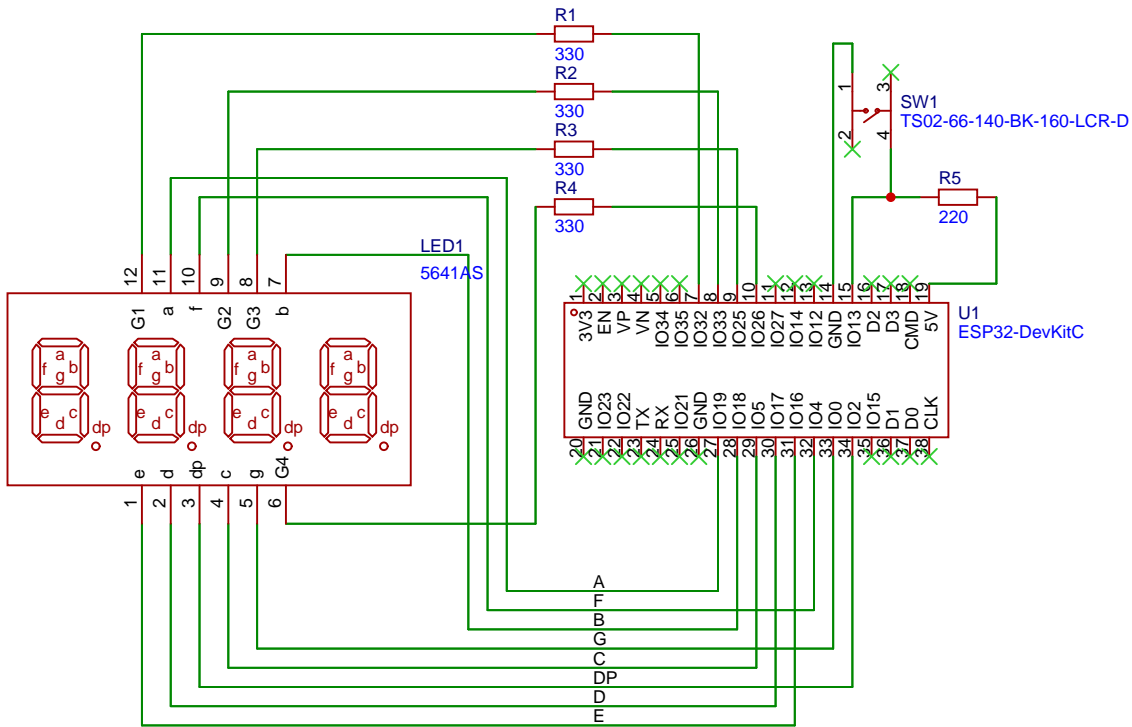 R1
330
R2
330
R3
330
R4
330
1
2
3
4
SW1
TS02-66-140-BK-160-LCR-D
R5
220
LED1
5641AS
12 11 10 9 8 7
G1 a f G2 G3 b
a f b g e c d dp
a f b g e c d dp
a f b g e c d dp
a f b g e c d dp
e d dp c g G4
1 2 3 4 5 6
U1
ESP32-DevKitC
1 2 3 4 5 6 7 8 9 10 11 12 13 14 15 16 17 18 19
3V3 EN VP VN IO34 IO35 IO32 IO33 IO25 IO26 IO27 IO14 IO12 GND IO13 D2 D3 CMD 5V
GND IO23 IO22 TX RX IO21 GND IO19 IO18 IO5 IO17 IO16 IO4 IO0 IO2 IO15 D1 D0 CLK
20 21 22 23 24 25 26 27 28 29 30 31 32 33 34 35 36 37 38
A
F
B
G
C
DP
D
E